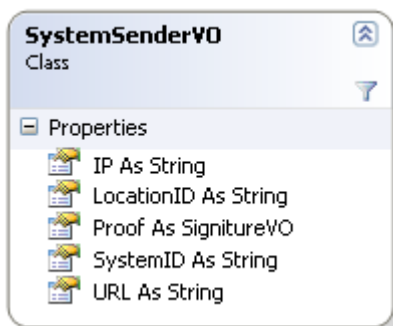 SystemSenderVO
Class
Properties
IP As String
LocationID As String
Proof As SignitureVO
SystemID As String
URL As String